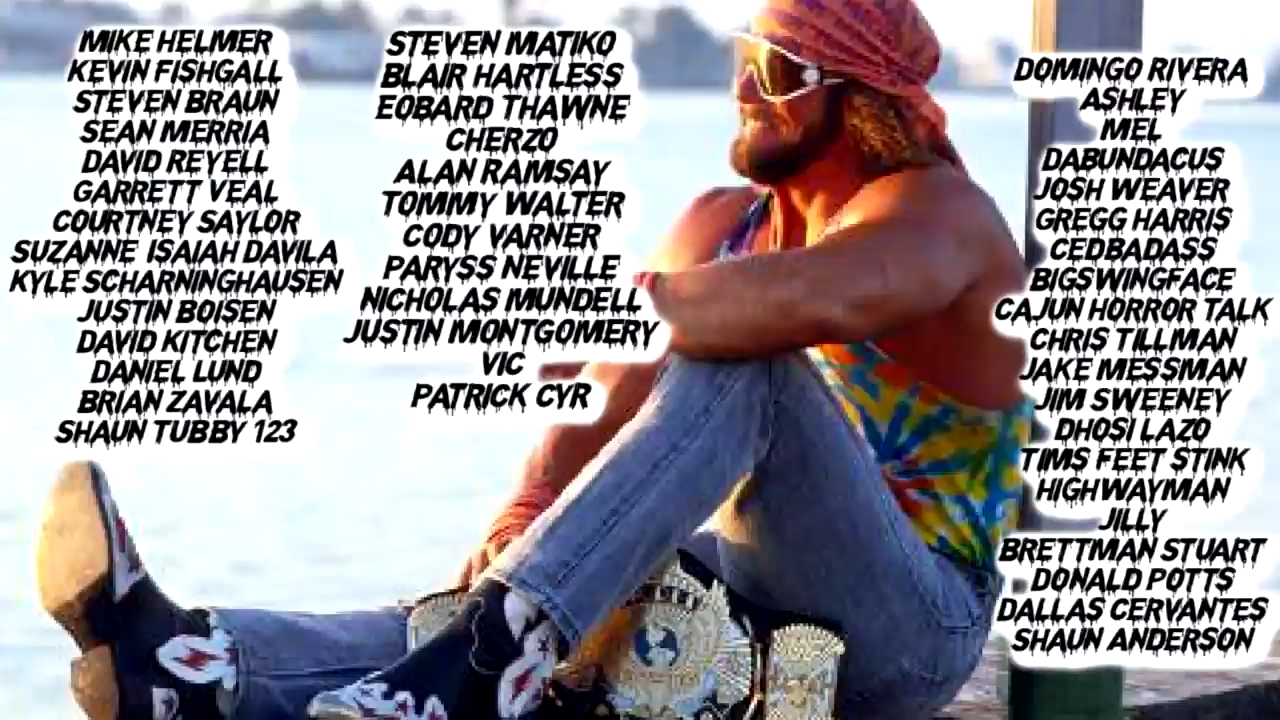 MIKE HELMER
KEVIN FISHGALL
STEVEN BRAUN
SEAN MERRIA
DAVID REYELL
GARRETT VEAL
COURTNEY SAYLOR
SUZANNE ISAIAH DAVILA
KYLE SCHARNINGHAUSEN
JUSTIN BOISEN
DAVID KITCHEN
DANIEL LUND
BRIAN ZAVALA
SHAUN TUBBY 123
STEVEN MATIKO
BLAIR HARTLESS
EOBARD THAWNE
CHERZO
ALAN RAMSAY
TOMMY WALTER
CODY VARNER
PARYSS NEVILLE
NICHOLAS MUNDELL
JUSTIN MONTGOMERY
VIC
PATRICK CYR
DOMINGO RIVERA
ASHLEY
MEL
DABUNDACUS
JOSH WEAVER
GREGG HARRIS
CEDBADASS
BIGSWINGFACE
CAJUN HORROR TALK
CHRIS TILLMAN
JAKE MESSMAN
JIM SWEENEY
DHOSI LAZO
TIMS FEET STINK
HIGHWAYMAN
JILLY
BRETTMAN STUART
DONALD POTTS
DALLAS CERVANTES
SHAUN ANDERSON